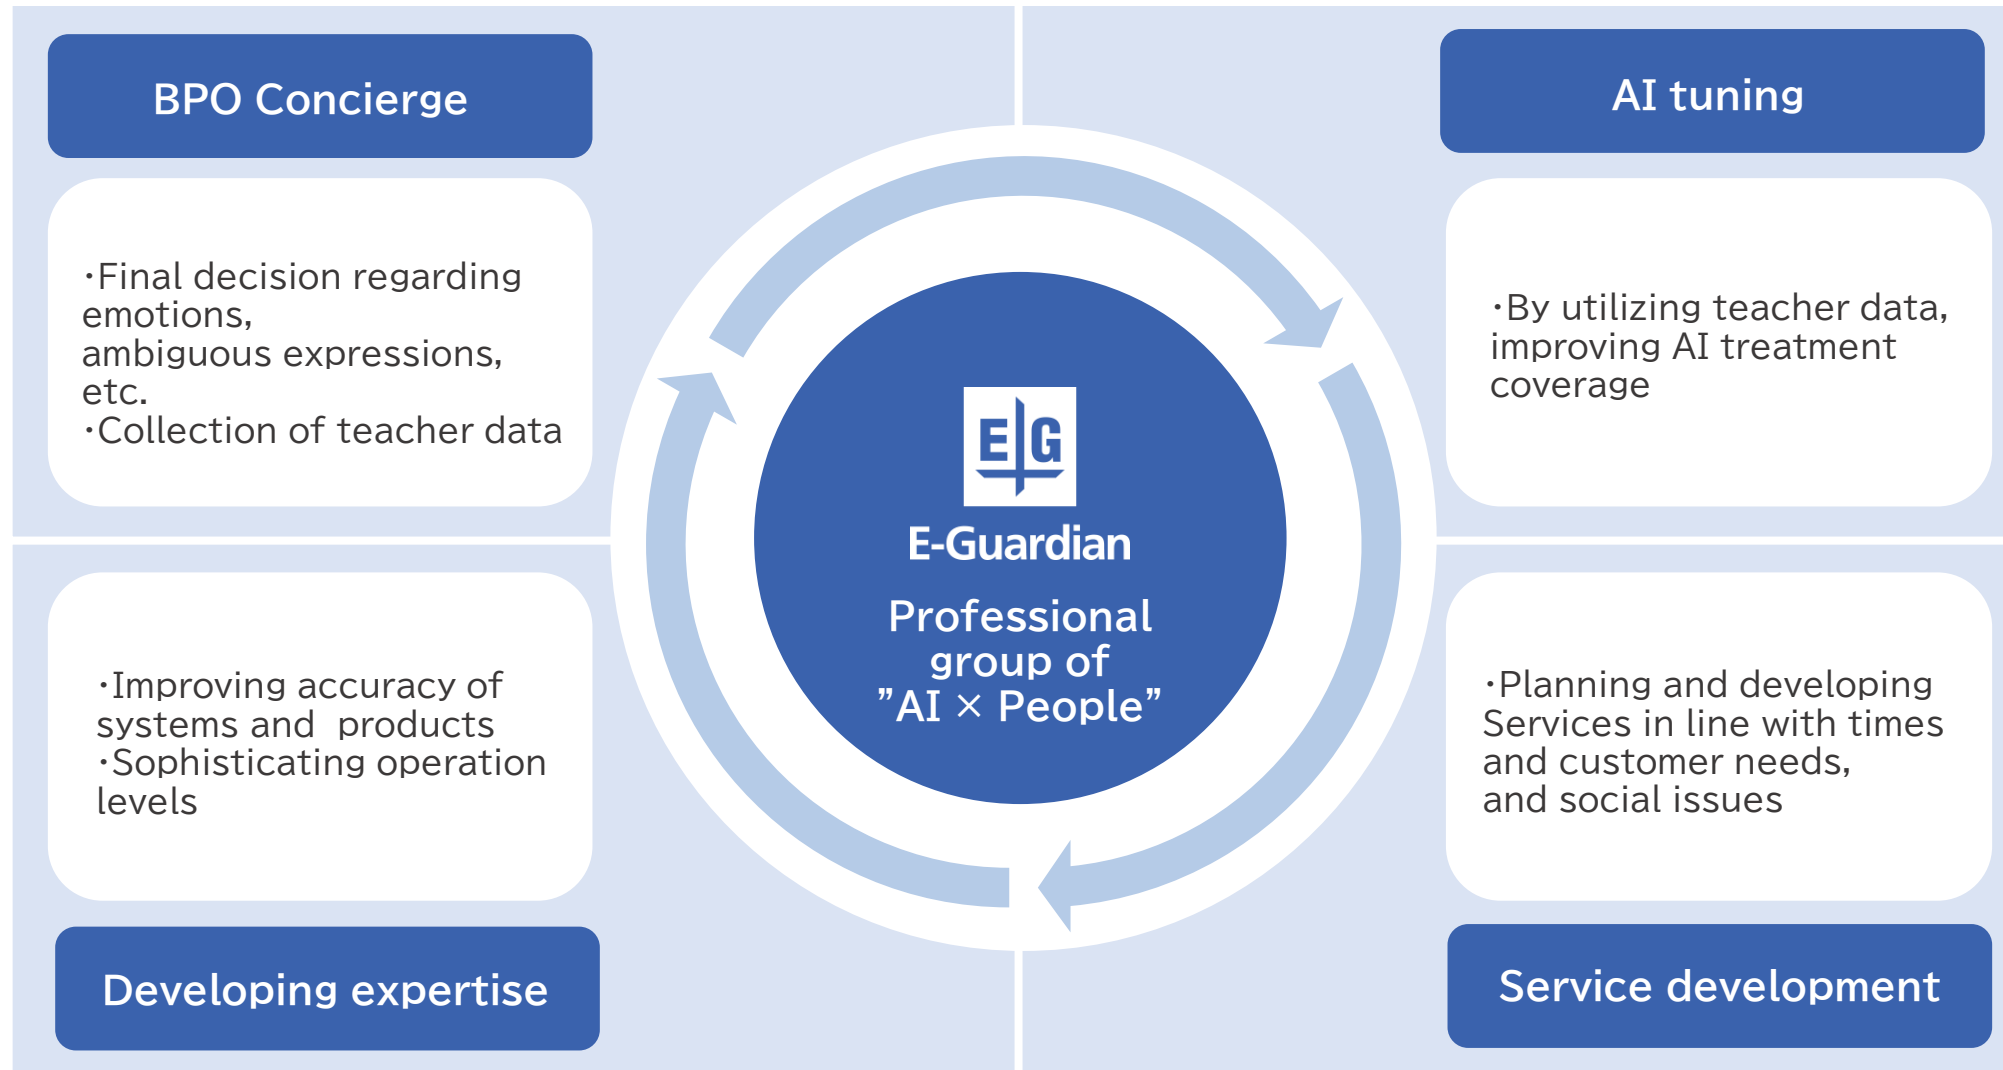 BPO Concierge
・Final decision regarding
emotions,
ambiguous expressions,
etc.
・Collection of teacher data
AI tuning
・By utilizing teacher data,
improving AI treatment
coverage
EG
E-Guardian
Professional
group of
”AI × People”
・Improving accuracy of
systems and  products
・Sophisticating operation
levels
Developing expertise
・Planning and developing
Services in line with times
and customer needs,
and social issues
Service development